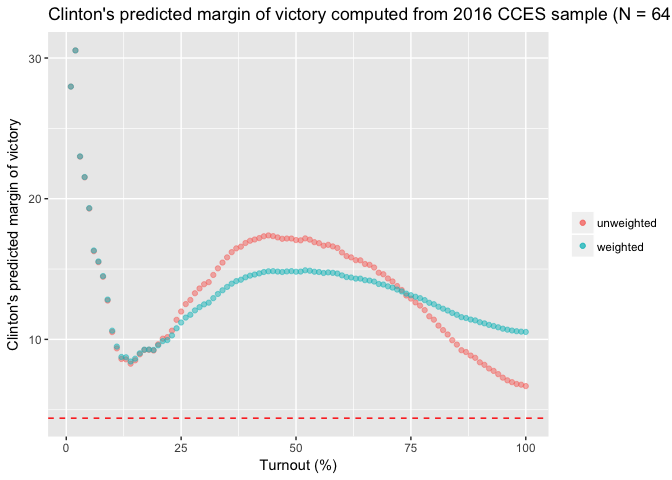 Clinton's predicted margin of victory computed from 2016 CCES sample (N = 64
30
20
10
Clinton's predicted margin of victory
0
25
50
75
100
Turnout (%)
unweighted
weighted